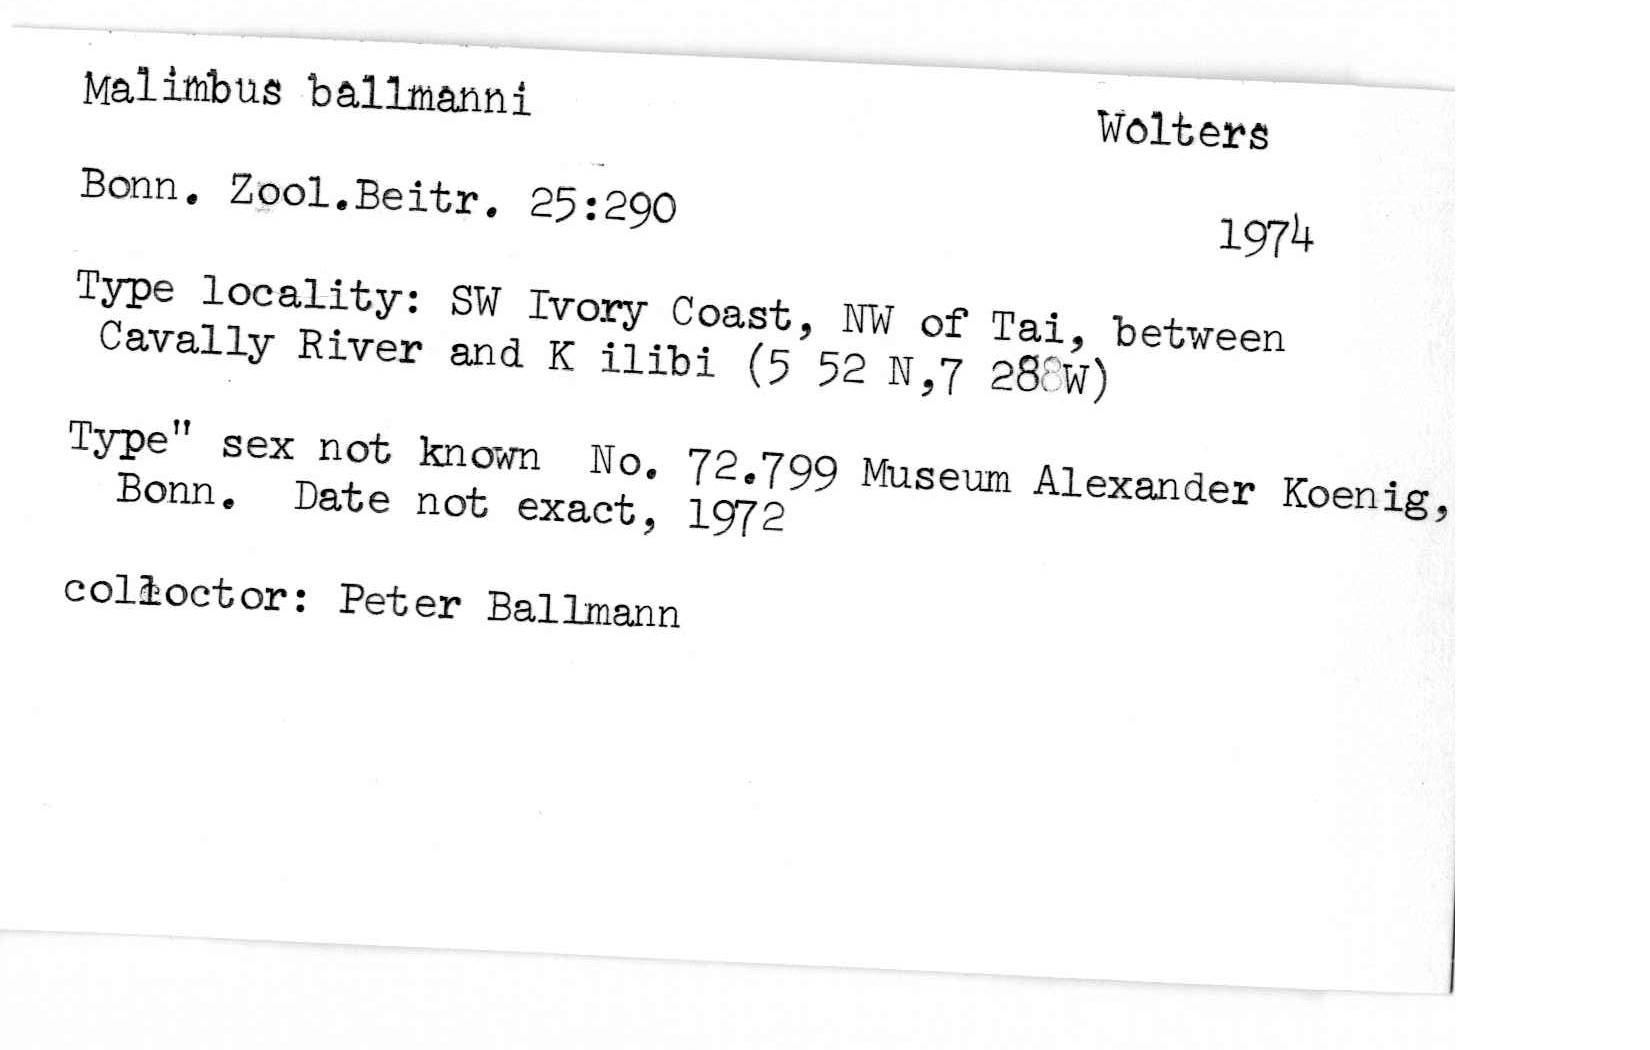 Malimbus ballmanni
Wolters
Bonn. Zool.Beitr. 25:290
1974
Type locality: SW Ivory Coast, NW of Tai, between
Cavally River and K ilibi (5 52 N,7 288W)
Type" sex not known No. 72.799 Museum Alexander Koenig,
Bonn. Date not exact, 1972
colloctor: Peter Ballmann